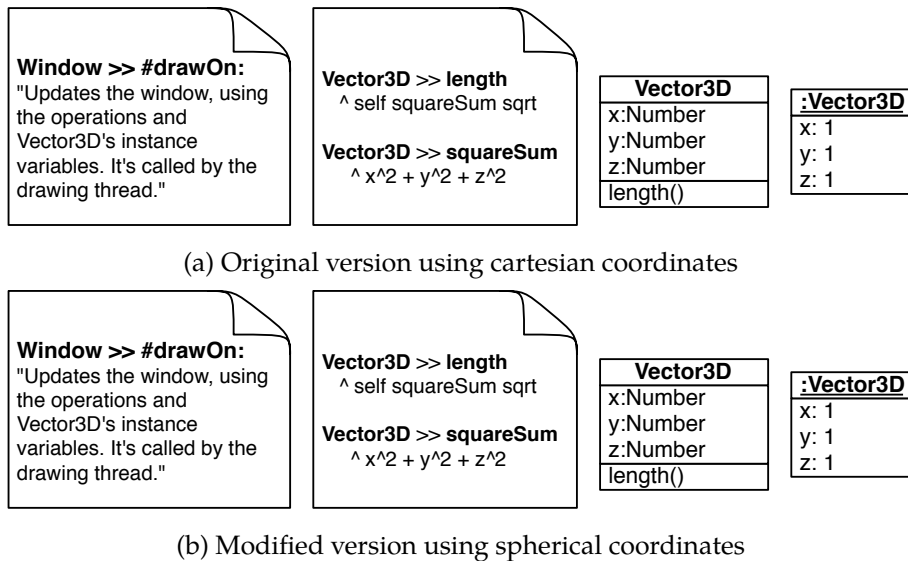 Window >> #drawOn:
"Updates the window, using
the operations and
Vector3D's instance
variables. It's called by the
drawing thread."
Vector3D >> length
^ self squareSum sqrt
Vector3D >> squareSum
^ x^2 + y^2 + z^2
Vector3D
x:Number
y:Number
z:Number
length()
:Vector3D
x: 1
y: 1
z: 1
(a) Original version using cartesian coordinates
Window >> #drawOn:
"Updates the window, using
the operations and
Vector3D's instance
variables. It's called by the
drawing thread."
Vector3D >> length
^ self squareSum sqrt
Vector3D >> squareSum
^ x^2 + y^2 + z^2
Vector3D
x:Number
y:Number
z:Number
length()
:Vector3D
x: 1
y: 1
z: 1
(b) Modified version using spherical coordinates